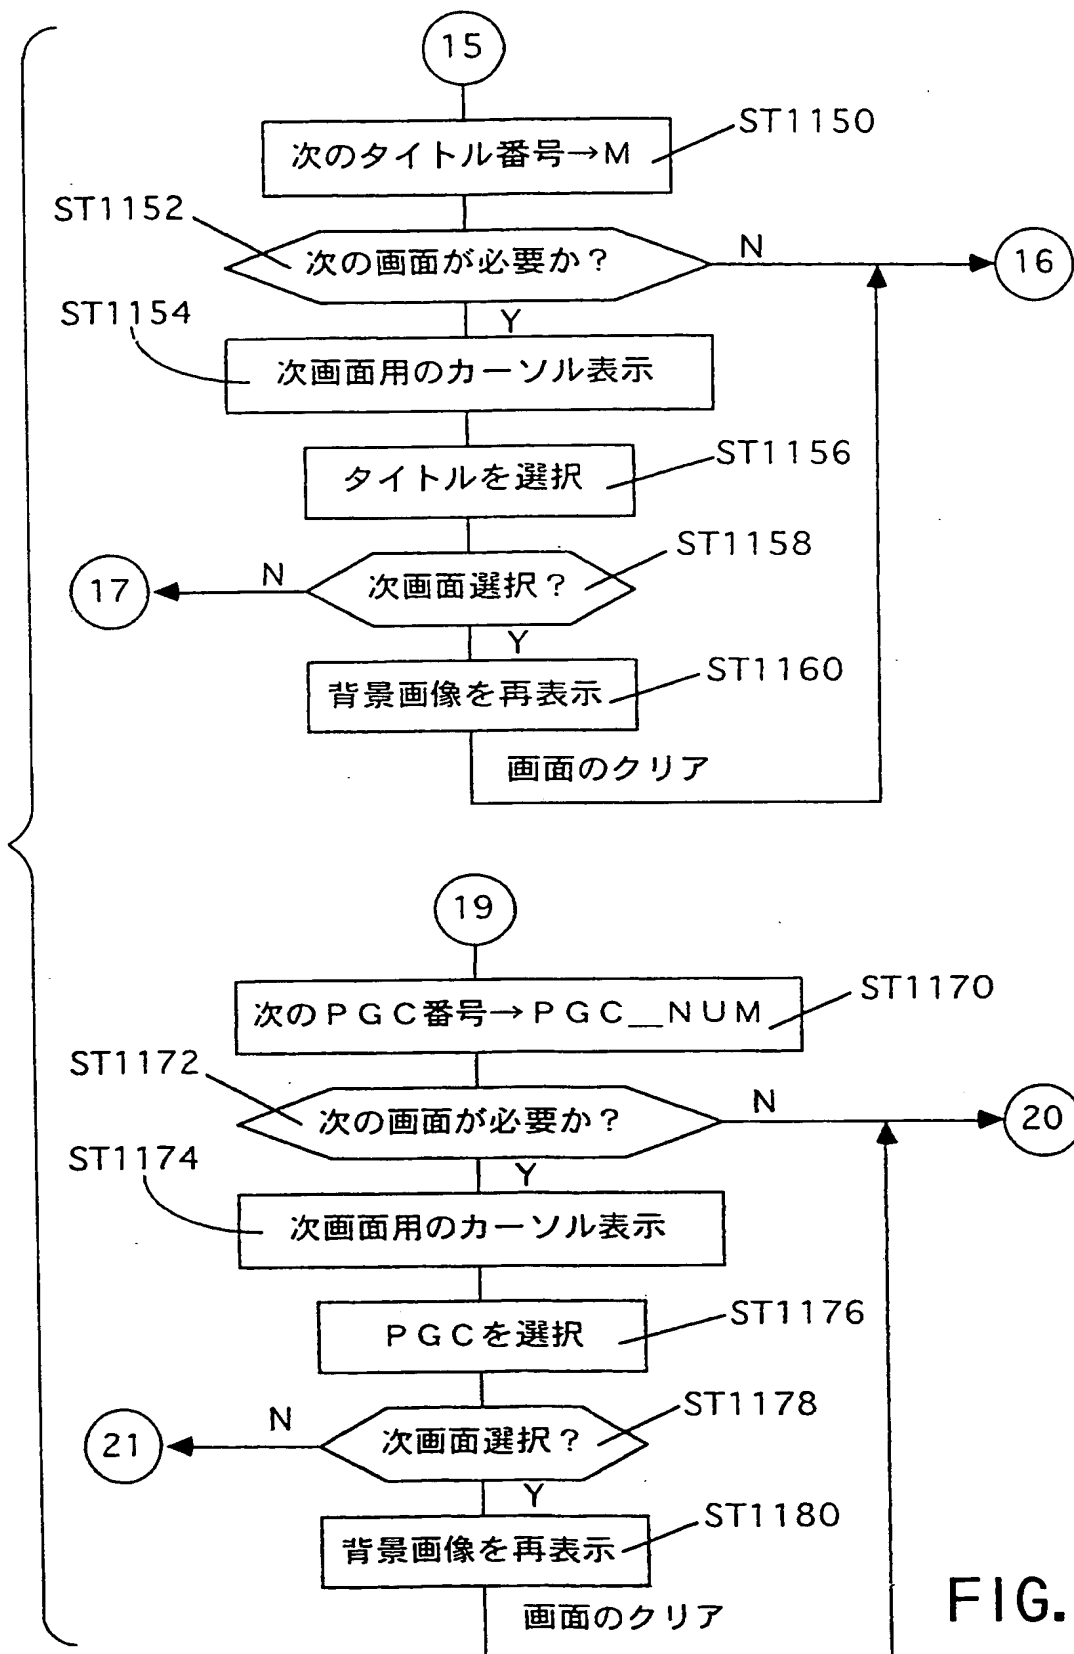 15
次のタイトル番号→M
ST1150
ST1152
次の画面が必要か?
N
16
ST1154
Y
次画面用のカーソル表示
タイトルを選択
ST1156
17
N
次画面選択?
ST1158
Y
背景画像を再表示
ST1160
画面のクリア
19
次のPGC番号→PGC_NUM
ST1170
ST1172
次の画面が必要か?
N
20
ST1174
Y
次画面用のカーソル表示
PGCを選択
ST1176
21
N
次画面選択?
ST1178
Y
背景画像を再表示
ST1180
画面のクリア
FIG.